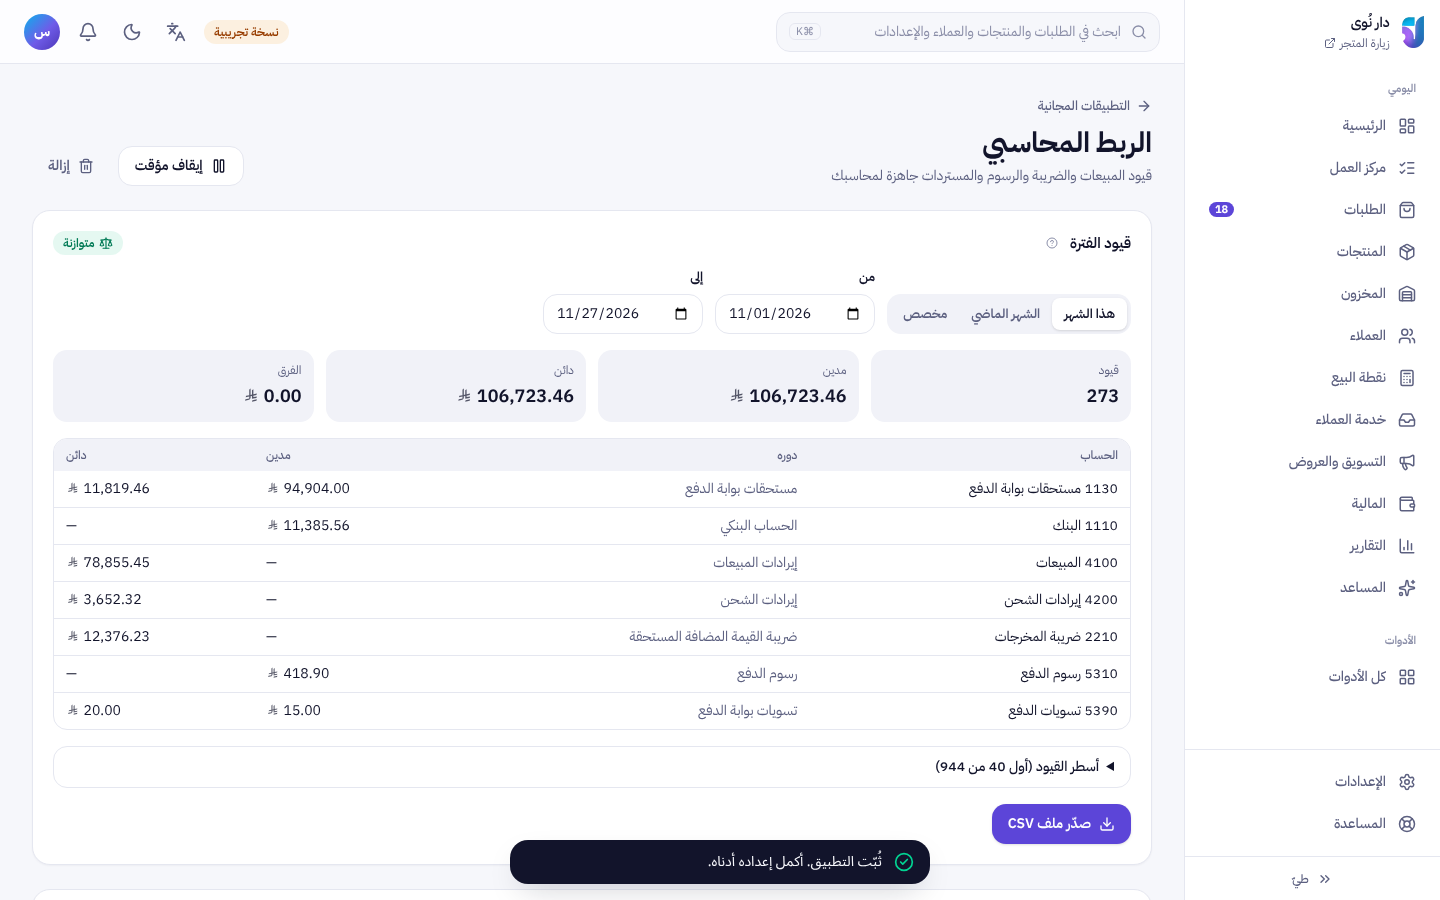 دار نُوى
زيارة المتجر
اليومي
الرئيسية
مركز العمل
الطلبات
18
المنتجات
المخزون
العملاء
نقطة البيع
خدمة العملاء
التسويق والعروض
المالية
التقارير
المساعد
الأدوات
كل الأدوات
الإعدادات
المساعدة
طيّ
ابحث في الطلبات والمنتجات والعملاء والإعدادات
⌘K
نسخة تجريبية
س
التطبيقات المجانية
الربط المحاسبي
قيود المبيعات والضريبة والرسوم والمستردات جاهزة لمحاسبك
إيقاف مؤقت
إزالة
قيود الفترة
متوازنة
هذا الشهر
الشهر الماضي
مخصص
من
11/01/2026
إلى
11/27/2026
قيود
273
مدين
106,723.46
دائن
106,723.46
الفرق
0.00
الحساب دوره مدين دائن
1130 مستحقات بوابة الدفع مستحقات بوابة الدفع 94,904.00 11,819.46
1110 البنك الحساب البنكي 11,385.56 —
4100 المبيعات إيرادات المبيعات — 78,855.45
4200 إيرادات الشحن إيرادات الشحن — 3,652.32
2210 ضريبة المخرجات ضريبة القيمة المضافة المستحقة — 12,376.23
5310 رسوم الدفع رسوم الدفع 418.90 —
5390 تسويات الدفع تسويات بوابة الدفع 15.00 20.00
أسطر القيود (أول 40 من 944)
صدّر ملف CSV
ثُبّت التطبيق. أكمل إعداده أدناه.